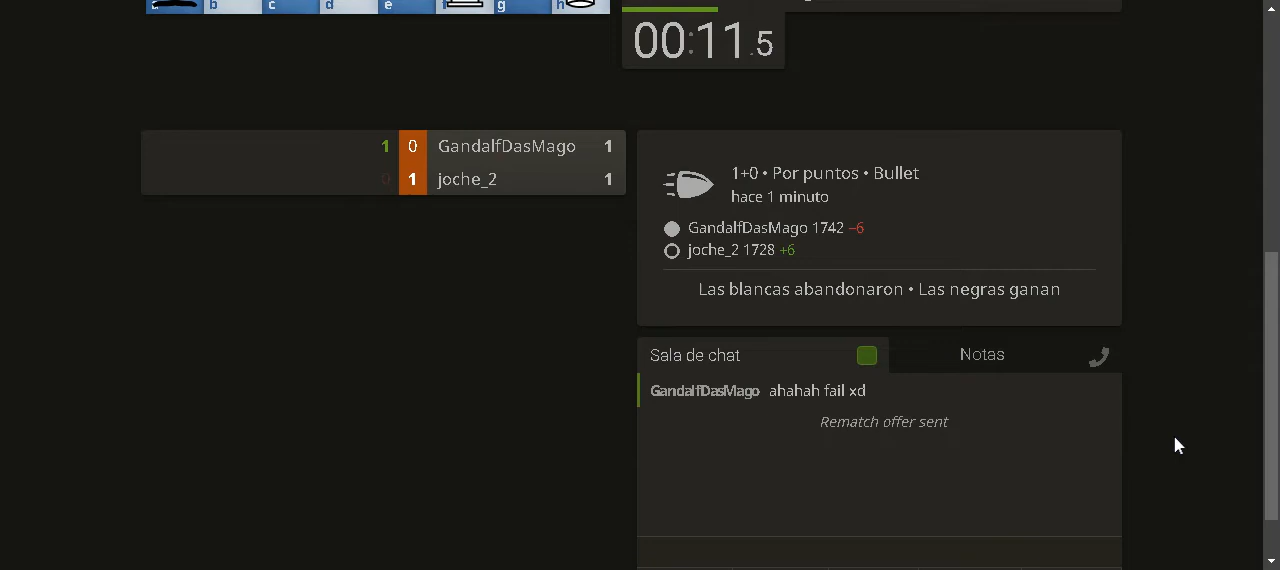 a b c d e f g h
00:11.5
1 0 GandalfDasMago 1
0 1 joche_2 1
1+0 • Por puntos • Bullet
hace 1 minuto
GandalfDasMago 1742 −6
joche_2 1728 +6
Las blancas abandonaron • Las negras ganan
Sala de chat
Notas
GandalfDasMago ahahah fail xd
Rematch offer sent